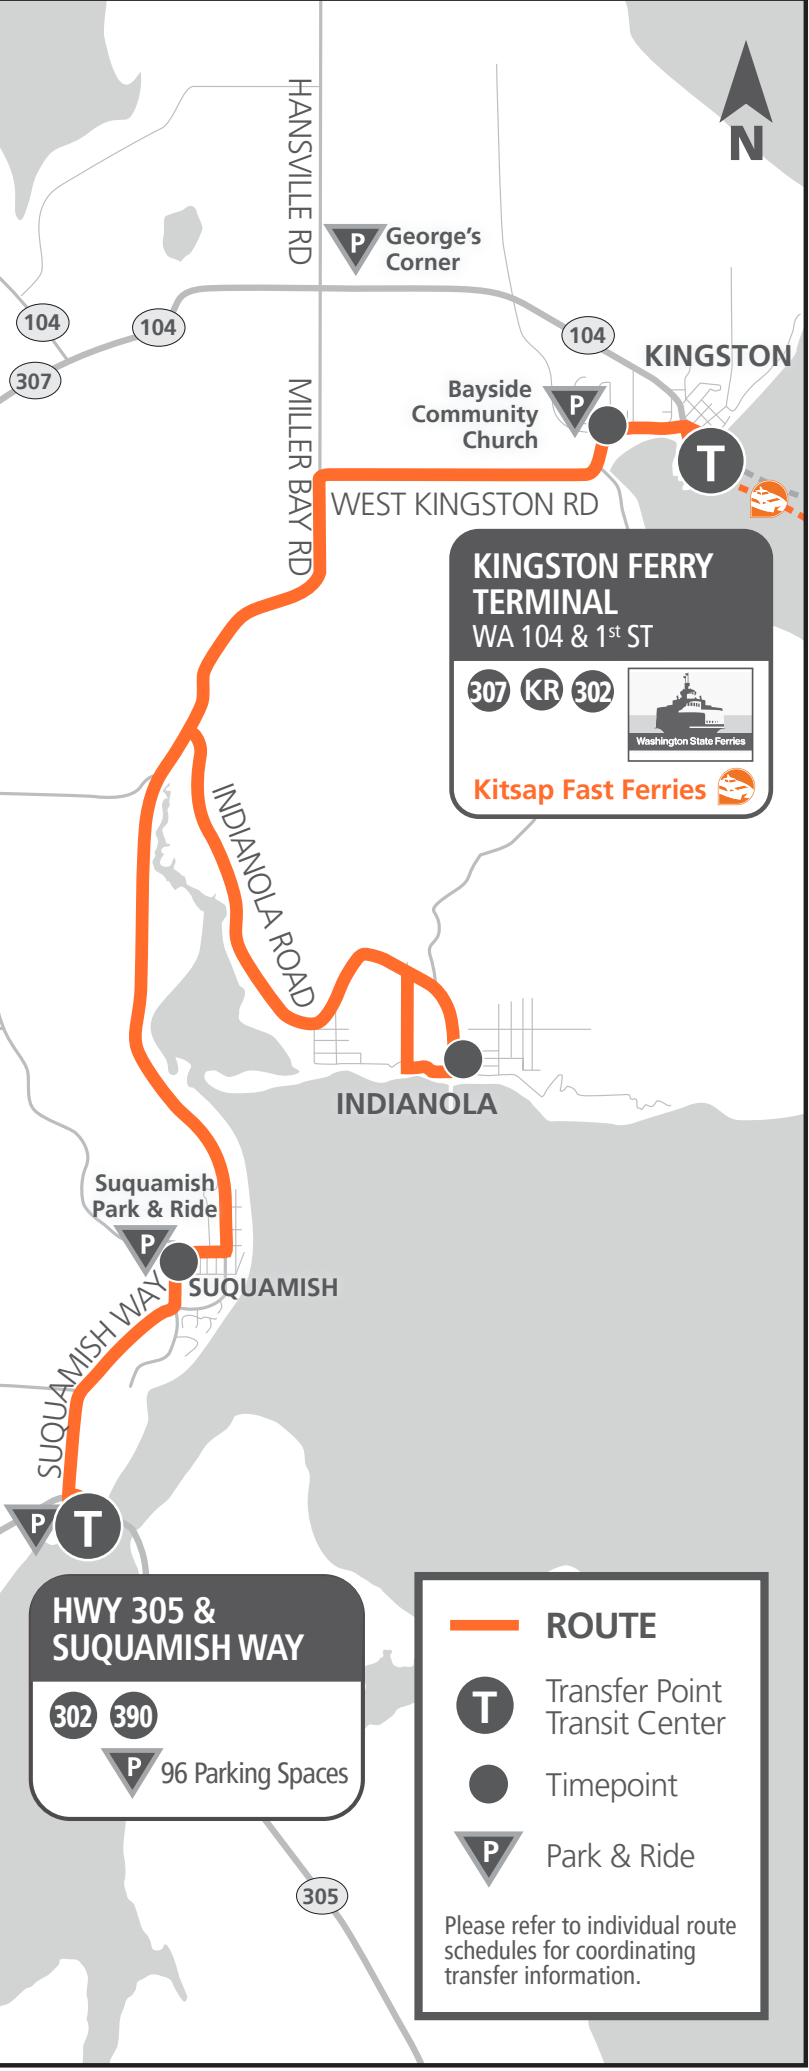 N
HANSVILLE RD
P
George's
Corner
104
104
104
307
KINGSTON
MILLER BAY RD
Bayside
Community
Church
P
T
WEST KINGSTON RD
KINGSTON FERRY
TERMINAL
WA 104 & 1st ST
307 KR 302
Washington State Ferries
Kitsap Fast Ferries
INDIANOLA ROAD
INDIANOLA
Suquamish
Park & Ride
P
SUQUAMISH
SUQUAMISH WAY
P
T
HWY 305 &
SUQUAMISH WAY
302 390
P 96 Parking Spaces
305
ROUTE
T
Transfer Point
Transit Center
Timepoint
P
Park & Ride
Please refer to individual route
schedules for coordinating
transfer information.